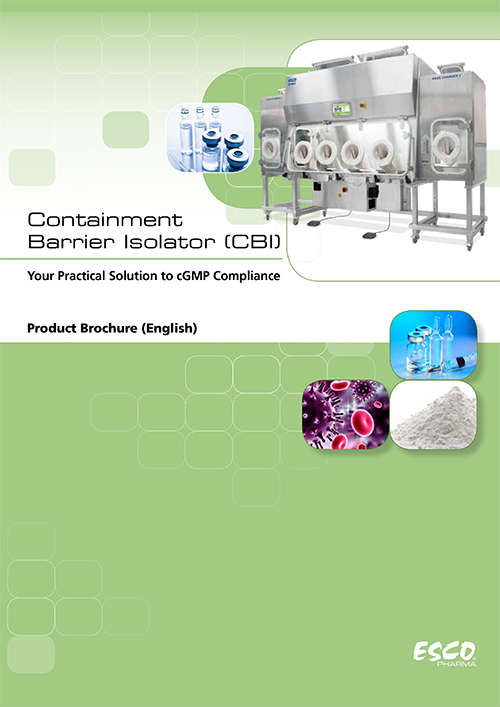 Containment
Barrier Isolator (CBI)
Your Practical Solution to cGMP Compliance
Product Brochure (English)
ESCO
PHARMA